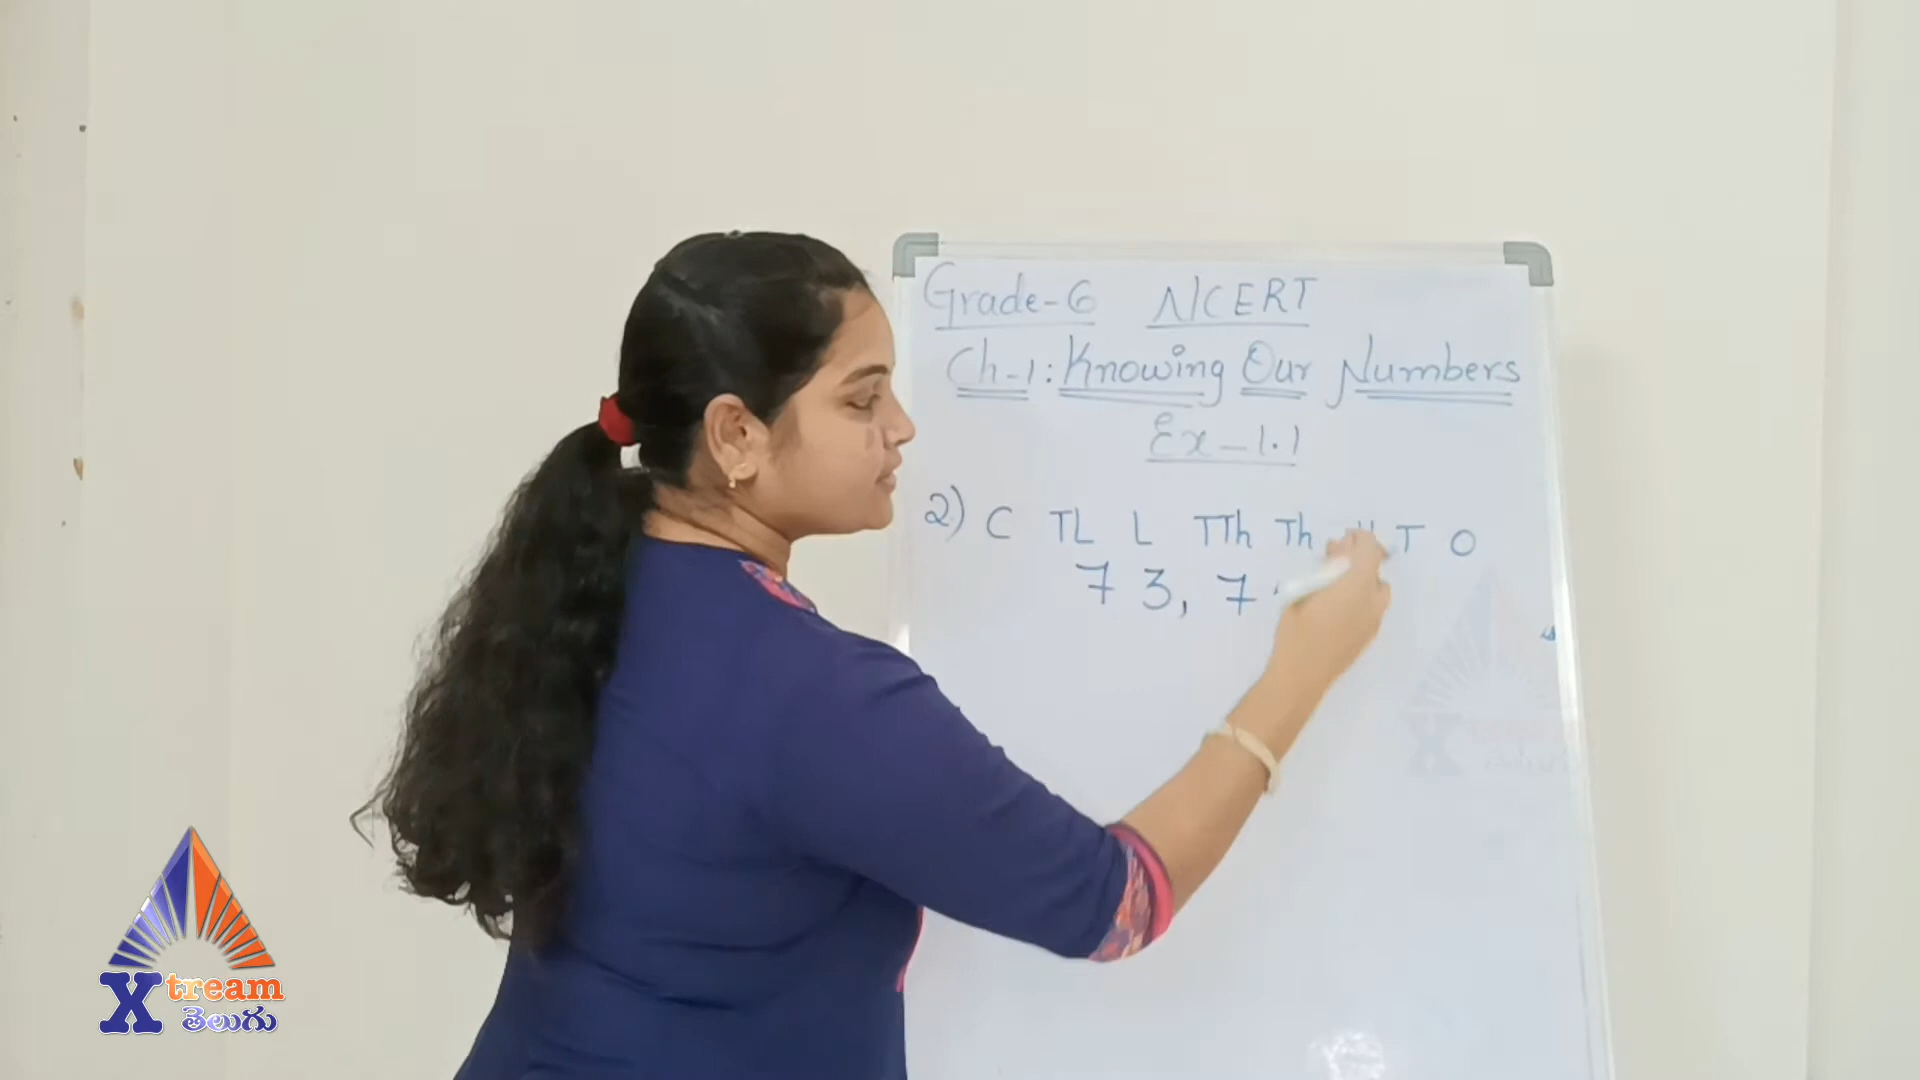 Grade-6 NCERT
Ch-1: Knowing Our Numbers
Ex-1.1
2) C TL L TTh Th H T O
7 3, 7
Xtream
తెలుగు